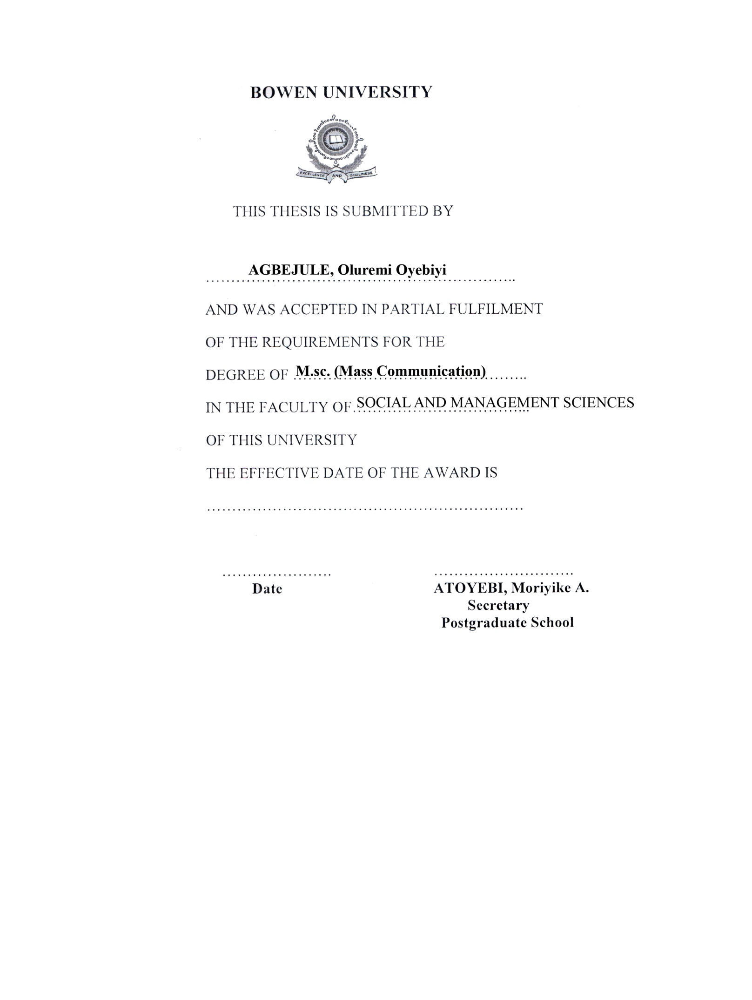 BOWEN UNIVERSITY
EXCELLENCE AND GODLINESS
THIS THESIS IS SUBMITTED BY
AGBEJULE, Oluremi Oyebiyi
................................................................
AND WAS ACCEPTED IN PARTIAL FULFILMENT
OF THE REQUIREMENTS FOR THE
DEGREE OF M.sc. (Mass Communication)........
IN THE FACULTY OF.SOCIAL AND MANAGEMENT SCIENCES
OF THIS UNIVERSITY
THE EFFECTIVE DATE OF THE AWARD IS
................................................................
...................... ............................
Date ATOYEBI, Moriyike A.
Secretary
Postgraduate School